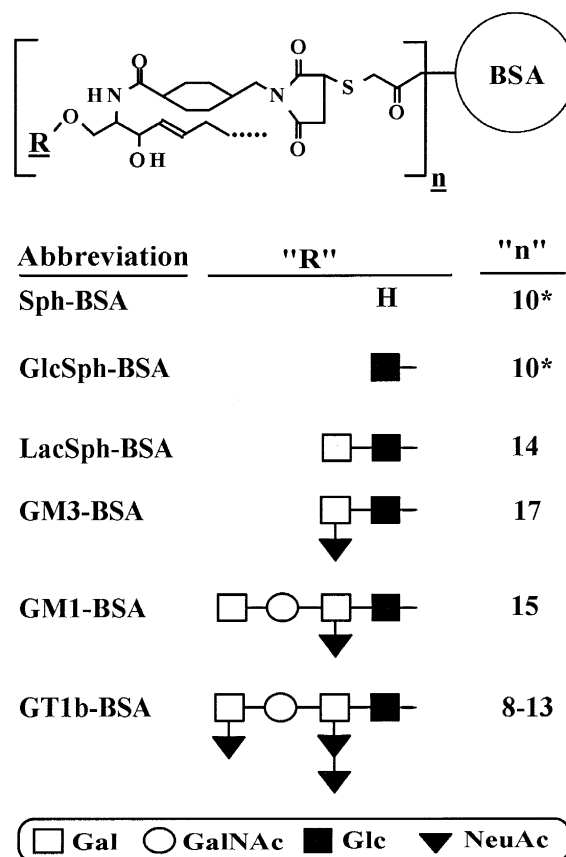 O
O
HN
N
S
O
O
O
R
OH
n
BSA
Abbreviation "R" "n"
Sph-BSA H 10*
GlcSph-BSA 10*
LacSph-BSA 14
GM3-BSA 17
GM1-BSA 15
GT1b-BSA 8-13
Gal GalNAc Glc NeuAc